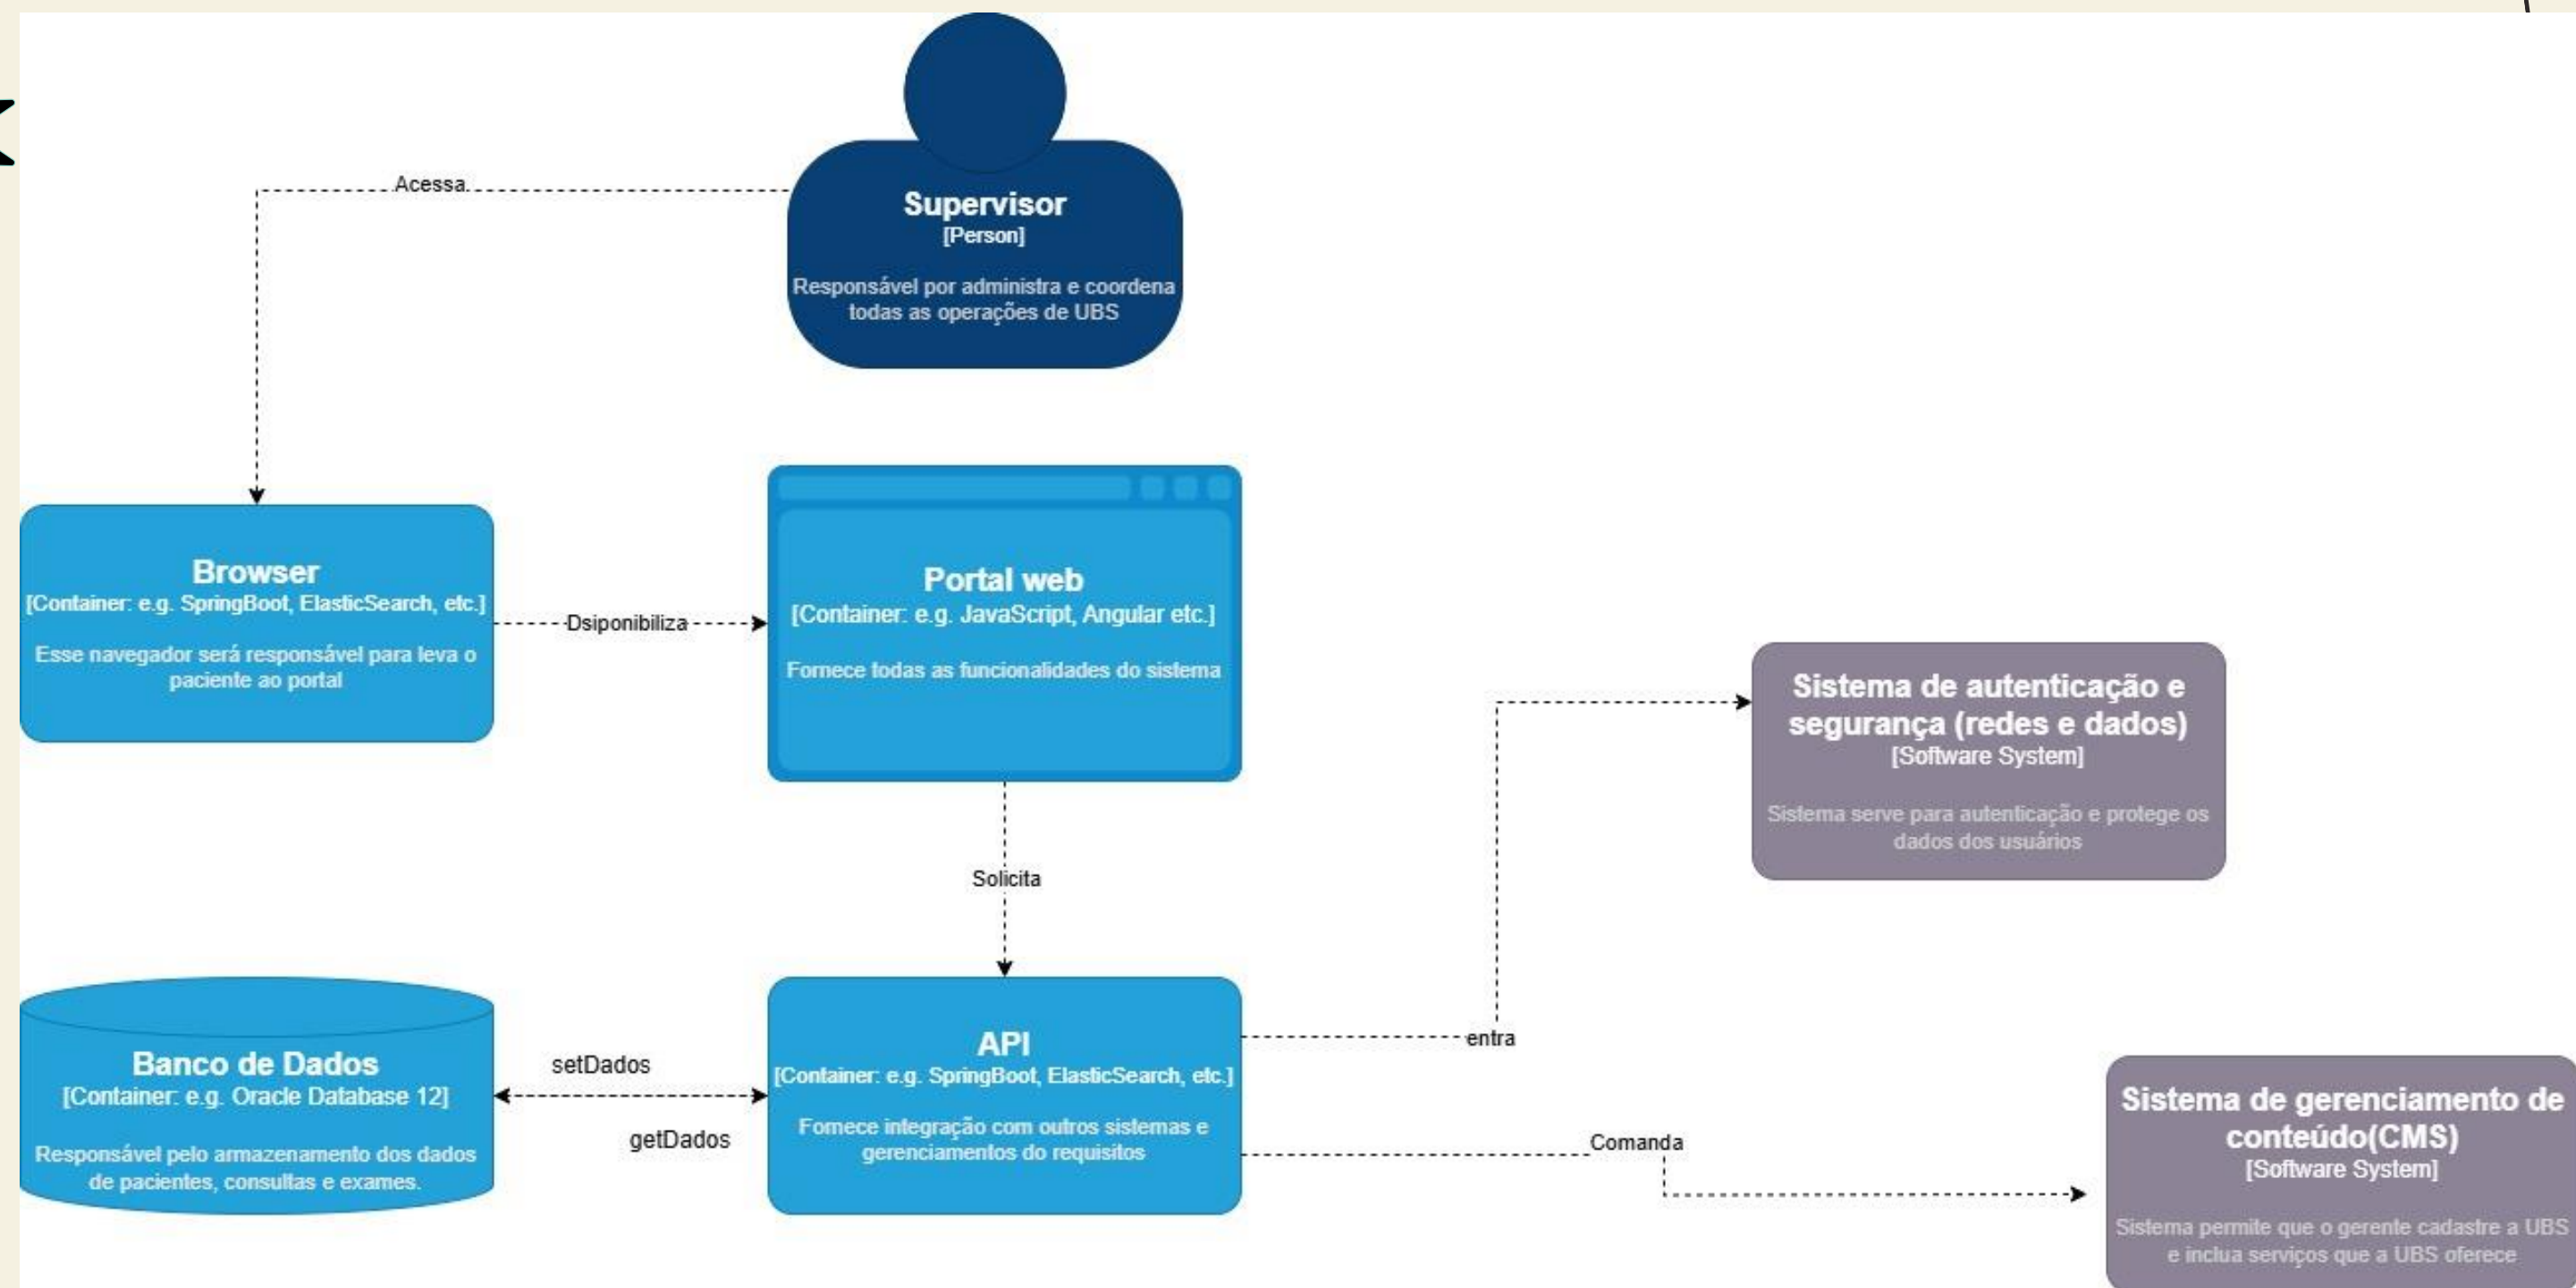 Acessa
Supervisor
[Person]
Responsável por administra e coordena
todas as operações de UBS
Browser
[Container: e.g. SpringBoot, ElasticSearch, etc.]
Esse navegador será responsável para leva o
paciente ao portal
Dsiponibiliza
Portal web
[Container: e.g. JavaScript, Angular etc.]
Fornece todas as funcionalidades do sistema
Sistema de autenticação e
segurança (redes e dados)
[Software System]
Sistema serve para autenticação e protege os
dados dos usuários
Solicita
Banco de Dados
[Container: e.g. Oracle Database 12]
Responsável pelo armazenamento dos dados
de pacientes, consultas e exames.
setDados
getDados
API
[Container: e.g. SpringBoot, ElasticSearch, etc.]
Fornece integração com outros sistemas e
gerenciamentos do requisitos
entra
Comanda
Sistema de gerenciamento de
conteúdo(CMS)
[Software System]
Sistema permite que o gerente cadastre a UBS
e inclua serviços que a UBS oferece